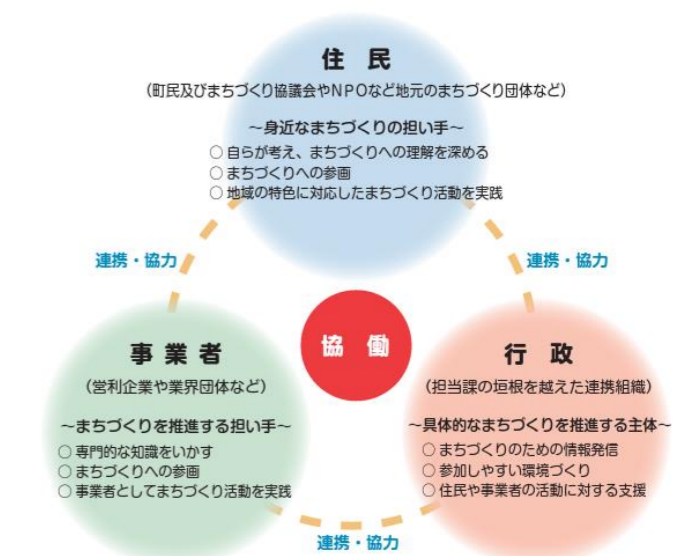 住 民
（町民及びまちづくり協議会やNPOなど地元のまちづくり団体など）
～身近なまちづくりの担い手～
○ 自らが考え、まちづくりへの理解を深める
○ まちづくりへの参画
○ 地域の特色に対応したまちづくり活動を実践
連携・協力
連携・協力
協 働
事 業 者
（営利企業や業界団体など）
～まちづくりを推進する担い手～
○ 専門的な知識をいかす
○ まちづくりへの参画
○ 事業者としてまちづくり活動を実践
行 政
（担当課の垣根を越えた連携組織）
～具体的なまちづくりを推進する主体～
○ まちづくりのための情報発信
○ 参加しやすい環境づくり
○ 住民や事業者の活動に対する支援
連携・協力